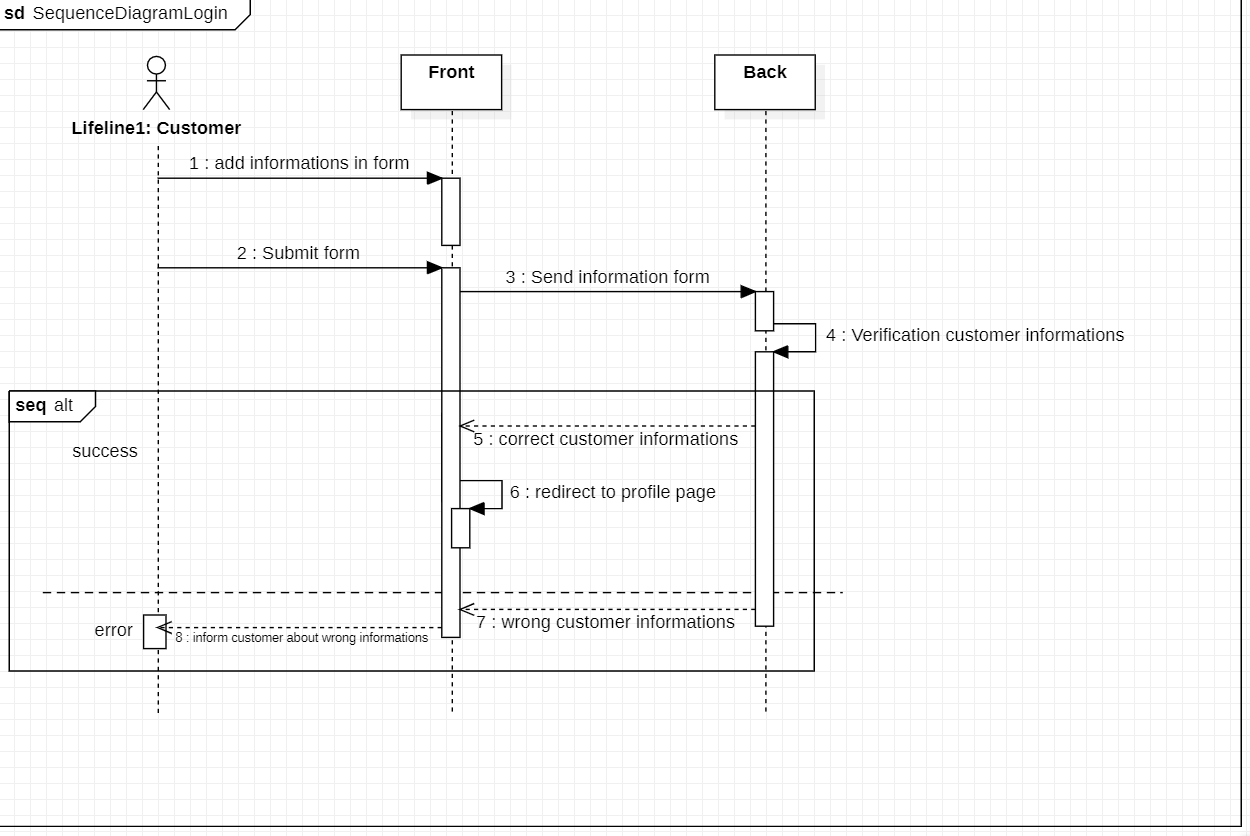 sd SequenceDiagramLogin
Front
Back
Lifeline1: Customer
1 : add informations in form
2 : Submit form
3 : Send information form
4 : Verification customer informations
seq alt
5 : correct customer informations
success
6 : redirect to profile page
7 : wrong customer informations
error
8 : inform customer about wrong informations